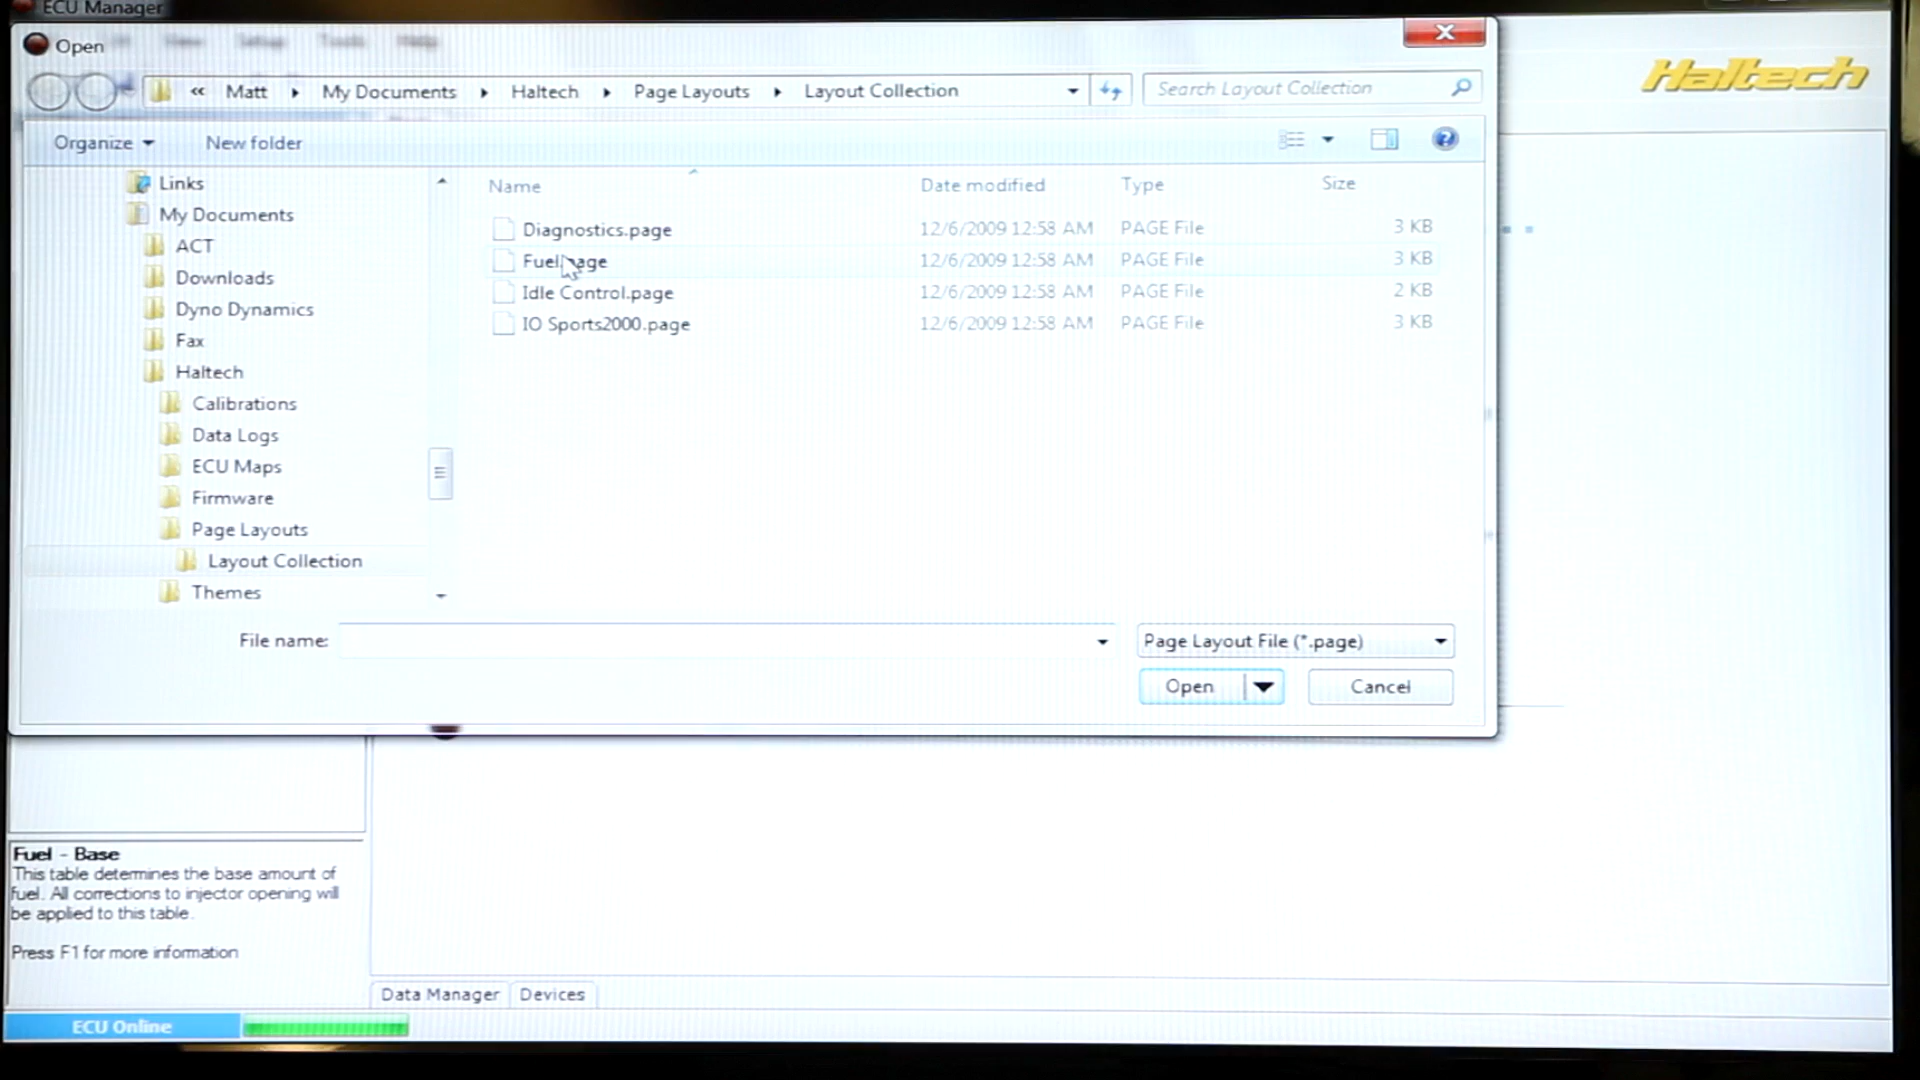 ECU Manager
Open View Setup Tools Help
« Matt My Documents Haltech Page Layouts Layout Collection Search Layout Collection
Haltech
Organize New folder
Links
My Documents
ACT
Downloads
Dyno Dynamics
Fax
Haltech
Calibrations
Data Logs
ECU Maps
Firmware
Page Layouts
Layout Collection
Themes
Name Date modified Type Size
Diagnostics.page 12/6/2009 12:58 AM PAGE File 3 KB
Fuel.page 12/6/2009 12:58 AM PAGE File 3 KB
Idle Control.page 12/6/2009 12:58 AM PAGE File 2 KB
IO Sports2000.page 12/6/2009 12:58 AM PAGE File 3 KB
File name: Page Layout File (*.page)
Open Cancel
Fuel - Base
This table determines the base amount of
fuel. All corrections to injector opening will
be applied to this table.
Press F1 for more information
Data Manager Devices
ECU Online